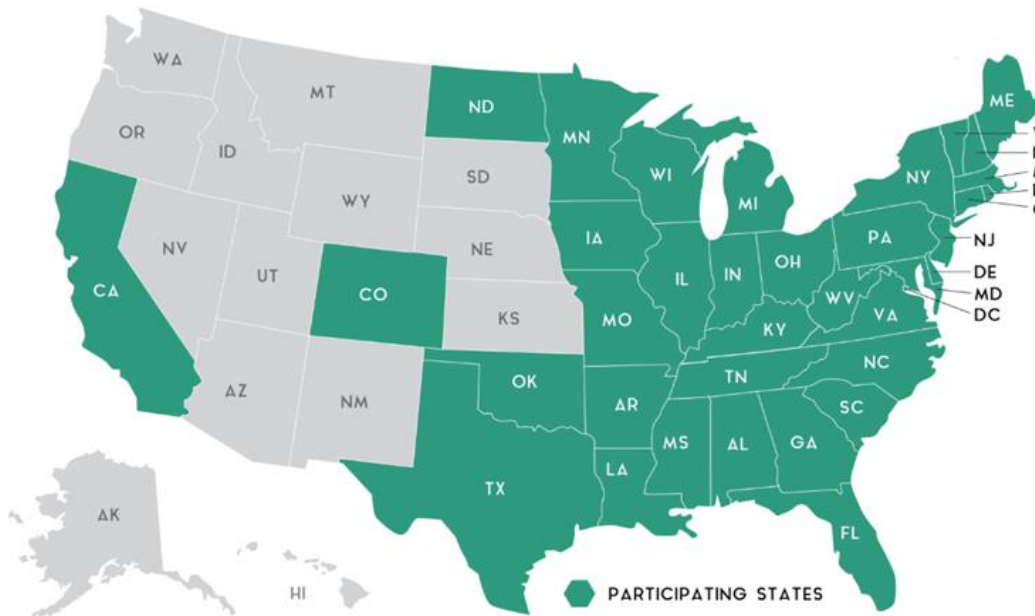 WA
MT
ND
OR
ID
MN
ME
SD
WI
WY
MI
NY
NE
IA
NV
PA
NJ
UT
CO
IL
IN
OH
DE
CA
WV
MD
KS
MO
VA
DC
KY
AZ
NM
OK
TN
NC
AR
SC
MS
AL
GA
TX
LA
AK
FL
HI
PARTICIPATING STATES